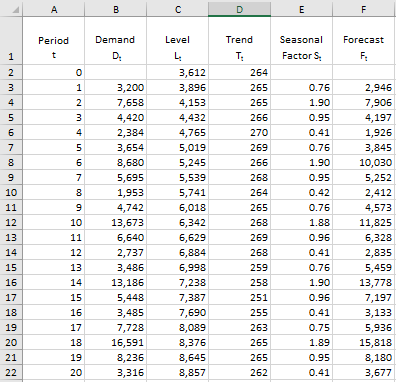 A B C D E F
Period Demand Level Trend Seasonal Forecast
1 t Dₜ Lₜ Tₜ Factor Sₜ Fₜ
2 0 3,612 264
3 1 3,200 3,896 265 0.76 2,946
4 2 7,658 4,153 265 1.90 7,906
5 3 4,420 4,432 266 0.95 4,197
6 4 2,384 4,765 270 0.41 1,926
7 5 3,654 5,019 269 0.76 3,845
8 6 8,680 5,245 266 1.90 10,030
9 7 5,695 5,539 268 0.95 5,252
10 8 1,953 5,741 264 0.42 2,412
11 9 4,742 6,018 265 0.76 4,573
12 10 13,673 6,342 268 1.88 11,825
13 11 6,640 6,629 269 0.96 6,328
14 12 2,737 6,884 268 0.41 2,835
15 13 3,486 6,998 259 0.76 5,459
16 14 13,186 7,238 258 1.90 13,778
17 15 5,448 7,387 251 0.96 7,197
18 16 3,485 7,690 255 0.41 3,133
19 17 7,728 8,089 263 0.75 5,936
20 18 16,591 8,376 265 1.89 15,818
21 19 8,236 8,645 265 0.95 8,180
22 20 3,316 8,857 262 0.41 3,677